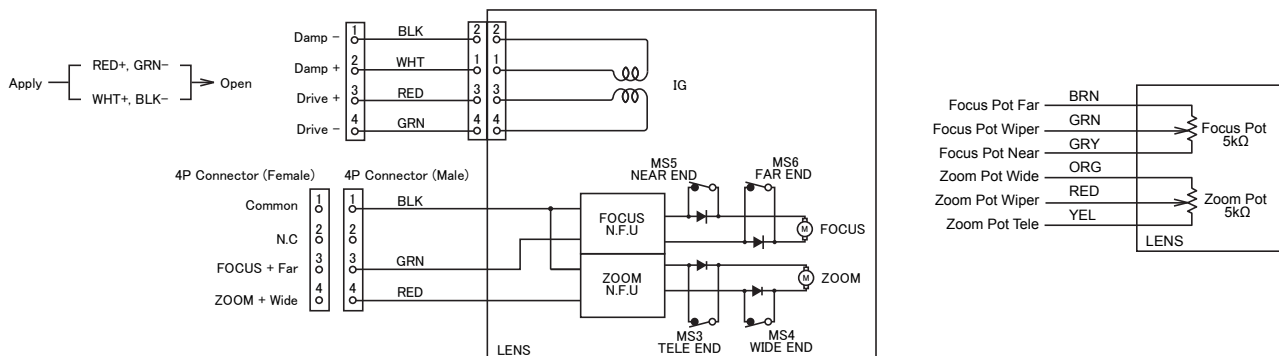 Apply
RED+, GRN−
WHT+, BLK−
Open
Damp − 1 BLK 2 2
Damp + 2 WHT 1 1
Drive + 3 RED 3 3
Drive − 4 GRN 4 4
IG
4P Connector (Female) 4P Connector (Male)
Common 1 1 BLK
N.C 2 2
FOCUS + Far 3 3 GRN
ZOOM + Wide 4 4 RED
MS5
NEAR END
MS6
FAR END
FOCUS
N.F.U
M FOCUS
ZOOM
N.F.U
M ZOOM
MS3
TELE END
MS4
WIDE END
LENS
Focus Pot Far BRN
Focus Pot Wiper GRN
Focus Pot Near GRY
Focus Pot
5kΩ
Zoom Pot Wide ORG
Zoom Pot Wiper RED
Zoom Pot Tele YEL
Zoom Pot
5kΩ
LENS